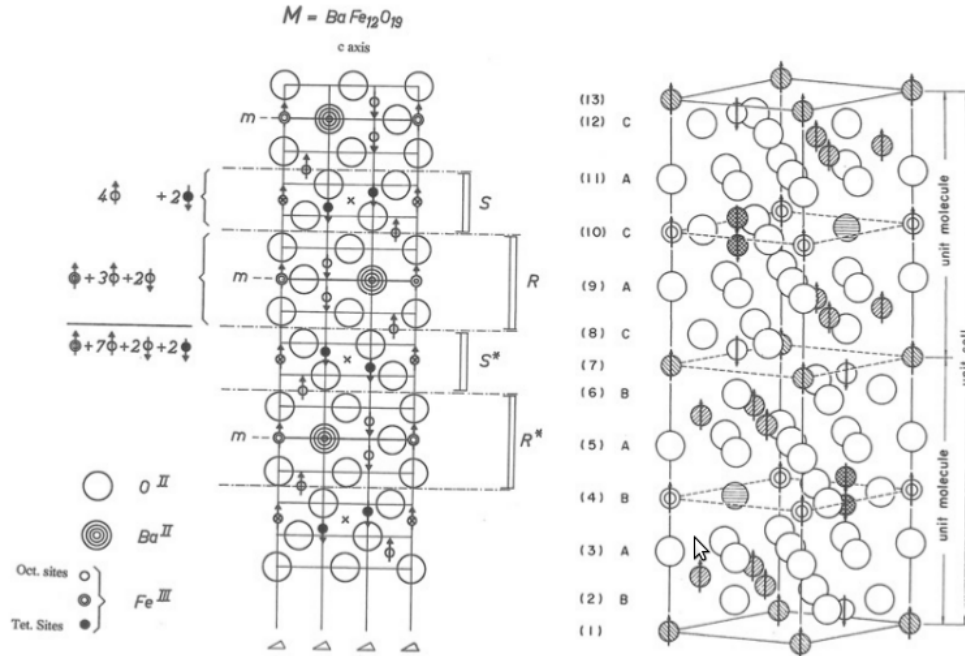 M = BaFe12O19
c axis
m
4 +2
S
+3 +2
m
R
+7 +2 +2
S*
m
R*
O II
Ba II
Oct. sites
Fe III
Tet. Sites
(13)
(12) C
(11) A
(10) C
(9) A
(8) C
(7)
(6) B
(5) A
(4) B
(3) A
(2) B
(1)
unit molecule
unit molecule